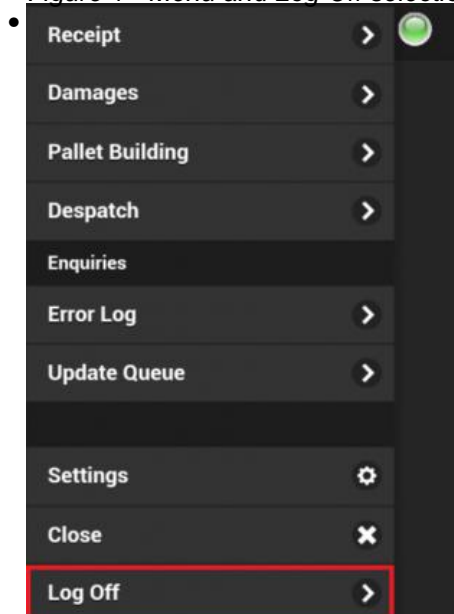 Receipt
Damages
Pallet Building
Despatch
Enquiries
Error Log
Update Queue
Settings
Close
Log Off